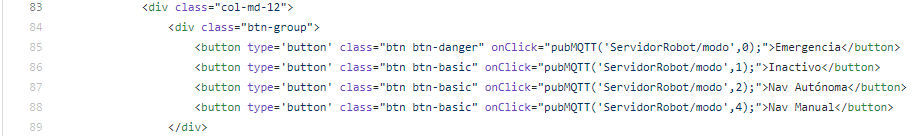 83 <div class="col-md-12">
84 <div class="btn-group">
85 <button type='button' class="btn btn-danger" onClick="pubMQTT('ServidorRobot/modo',0);">Emergencia</button>
86 <button type='button' class="btn btn-basic" onClick="pubMQTT('ServidorRobot/modo',1);">Inactivo</button>
87 <button type='button' class="btn btn-basic" onClick="pubMQTT('ServidorRobot/modo',2);">Nav Autónoma</button>
88 <button type='button' class="btn btn-basic" onClick="pubMQTT('ServidorRobot/modo',4);">Nav Manual</button>
89 </div>